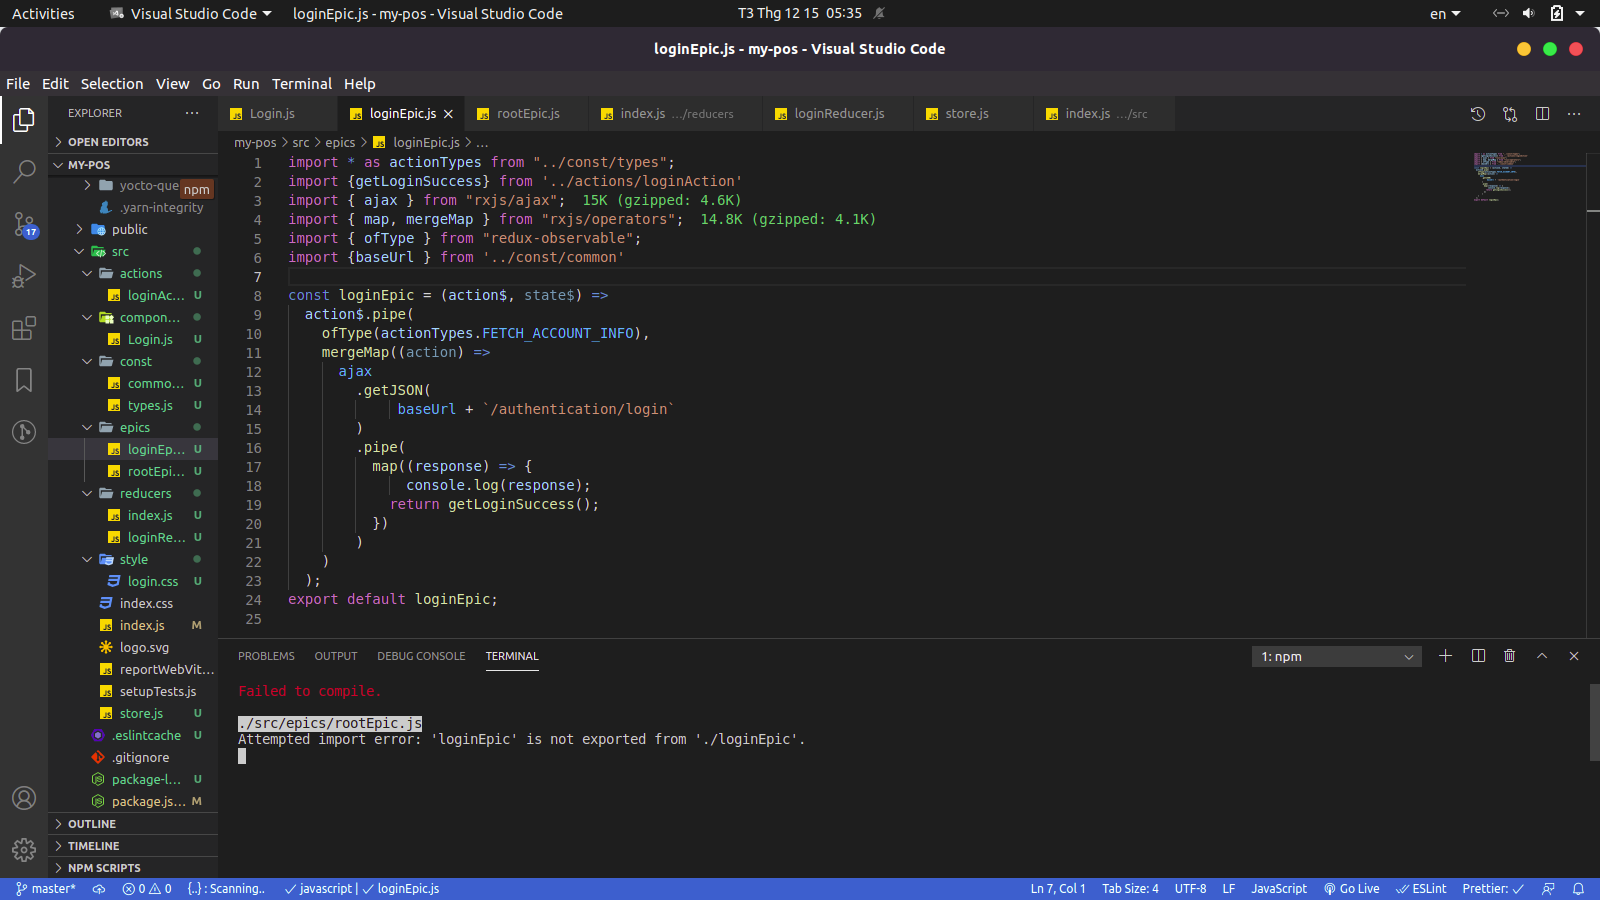 Activities
Visual Studio Code
loginEpic.js - my-pos - Visual Studio Code
T3 Thg 12 15 05:35
en
loginEpic.js - my-pos - Visual Studio Code
File Edit Selection View Go Run Terminal Help
EXPLORER
OPEN EDITORS
MY-POS
yocto-que
npm
.yarn-integrity
public
src
actions
loginAc... U
compon...
Login.js U
const
commo... U
types.js U
epics
loginEp... U
rootEpi... U
reducers
index.js U
loginRe... U
style
login.css U
index.css
index.js M
logo.svg
reportWebVit...
setupTests.js
store.js U
.eslintcache U
.gitignore
package-l... U
package.js... M
OUTLINE
TIMELINE
NPM SCRIPTS
17
Login.js loginEpic.js rootEpic.js index.js .../reducers loginReducer.js store.js index.js .../src
my-pos > src > epics > loginEpic.js > ...
1 import * as actionTypes from "../const/types";
2 import {getLoginSuccess} from '../actions/loginAction'
3 import { ajax } from "rxjs/ajax"; 15K (gzipped: 4.6K)
4 import { map, mergeMap } from "rxjs/operators"; 14.8K (gzipped: 4.1K)
5 import { ofType } from "redux-observable";
6 import {baseUrl } from '../const/common'
7
8 const loginEpic = (action$, state$) =>
9 action$.pipe(
10 ofType(actionTypes.FETCH_ACCOUNT_INFO),
11 mergeMap((action) =>
12 ajax
13 .getJSON(
14 baseUrl + `/authentication/login`
15 )
16 .pipe(
17 map((response) => {
18 console.log(response);
19 return getLoginSuccess();
20 })
21 )
22 )
23 );
24 export default loginEpic;
25
PROBLEMS OUTPUT DEBUG CONSOLE TERMINAL
1: npm
Failed to compile.
./src/epics/rootEpic.js
Attempted import error: 'loginEpic' is not exported from './loginEpic'.
master* 0 0 {..} : Scanning.. javascript | loginEpic.js
Ln 7, Col 1 Tab Size: 4 UTF-8 LF JavaScript Go Live ESLint Prettier: